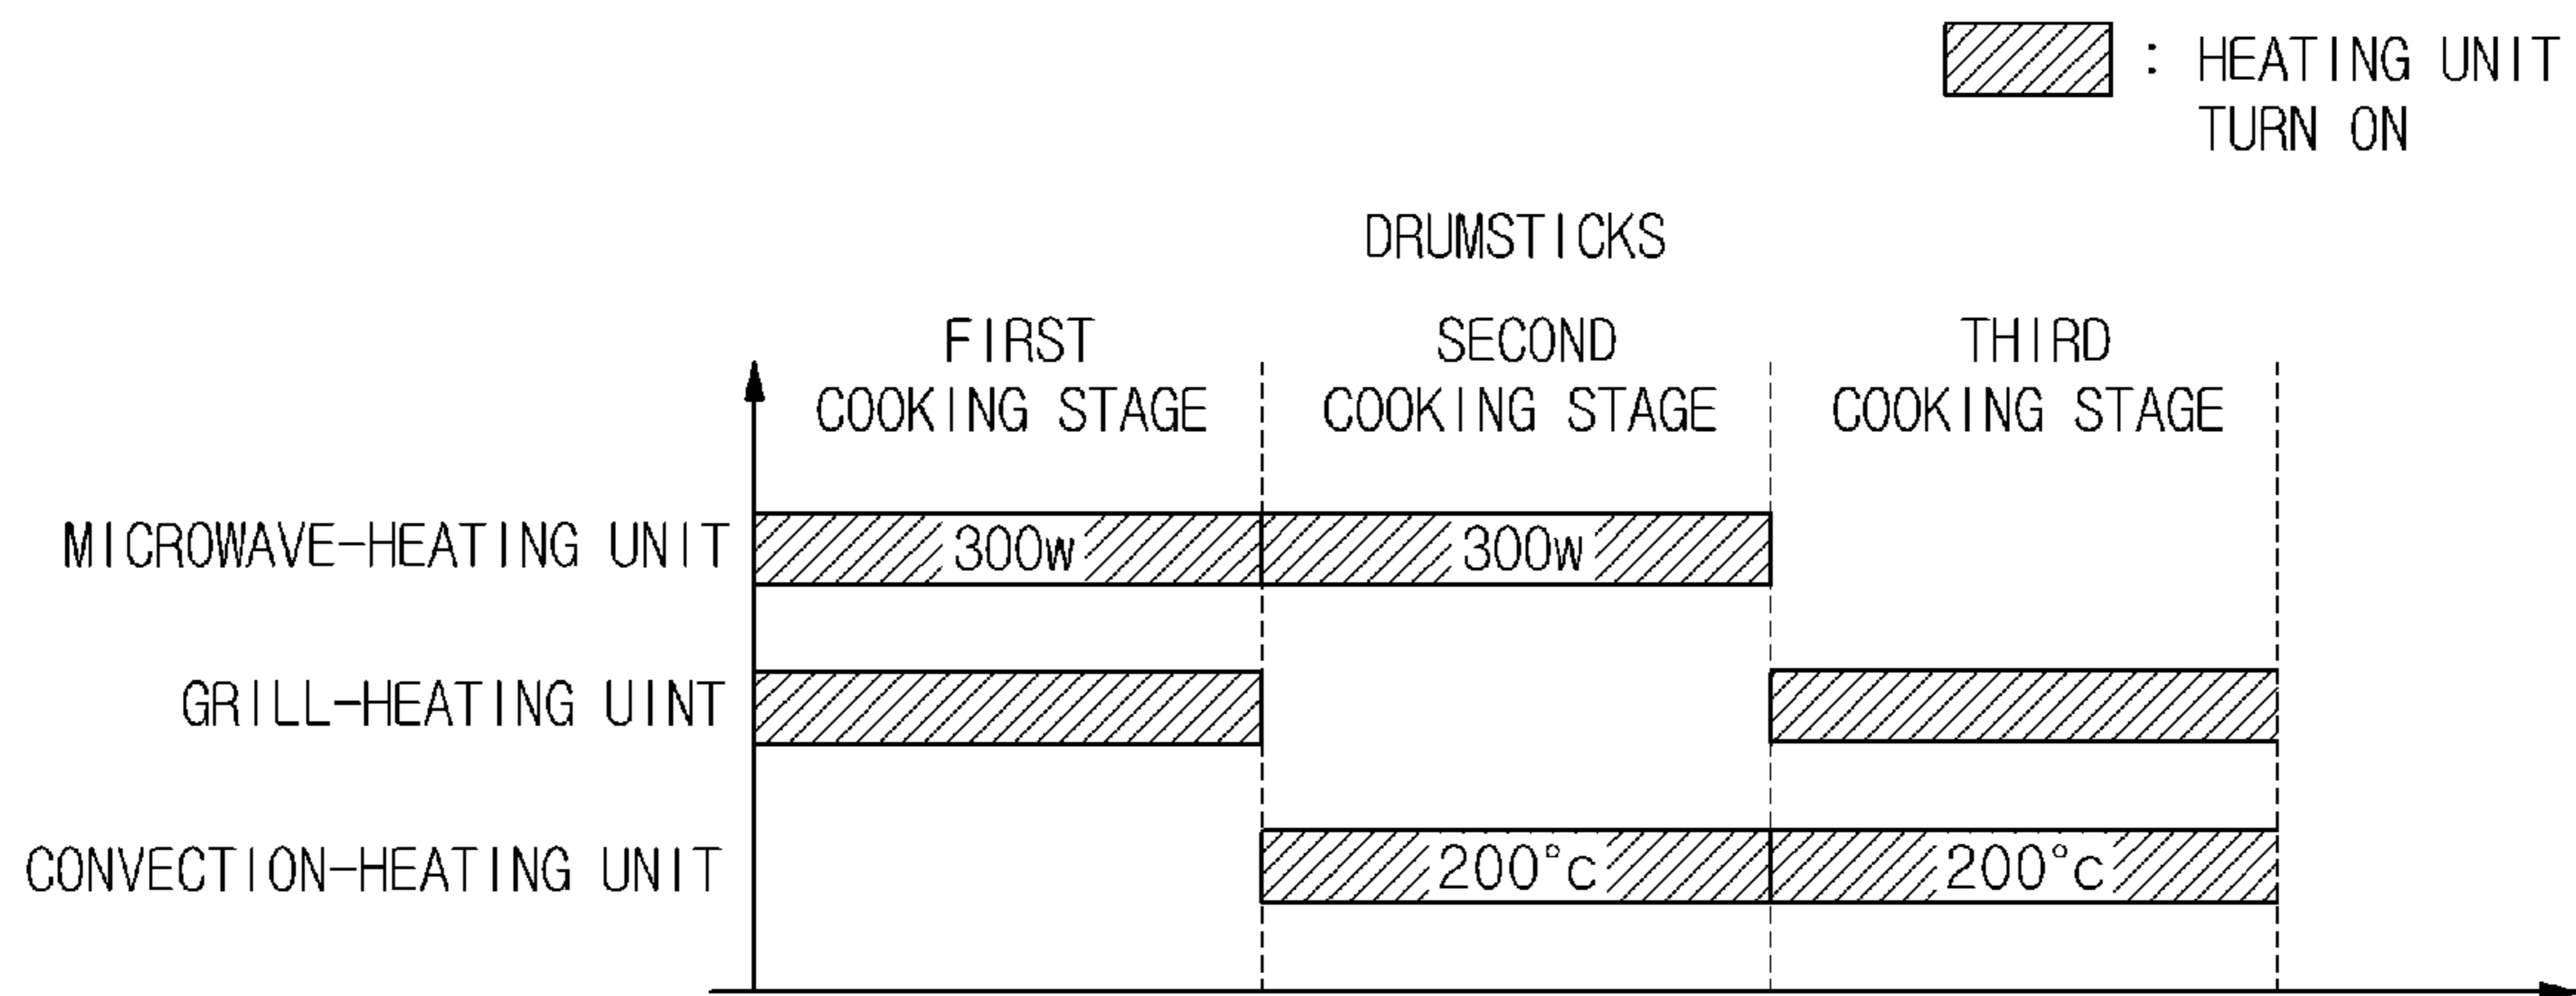 : HEATING UNIT
TURN ON
DRUMSTICKS
FIRST
COOKING STAGE
SECOND
COOKING STAGE
THIRD
COOKING STAGE
MICROWAVE-HEATING UNIT
300w
300w
GRILL-HEATING UINT
CONVECTION-HEATING UNIT
200°c
200°c